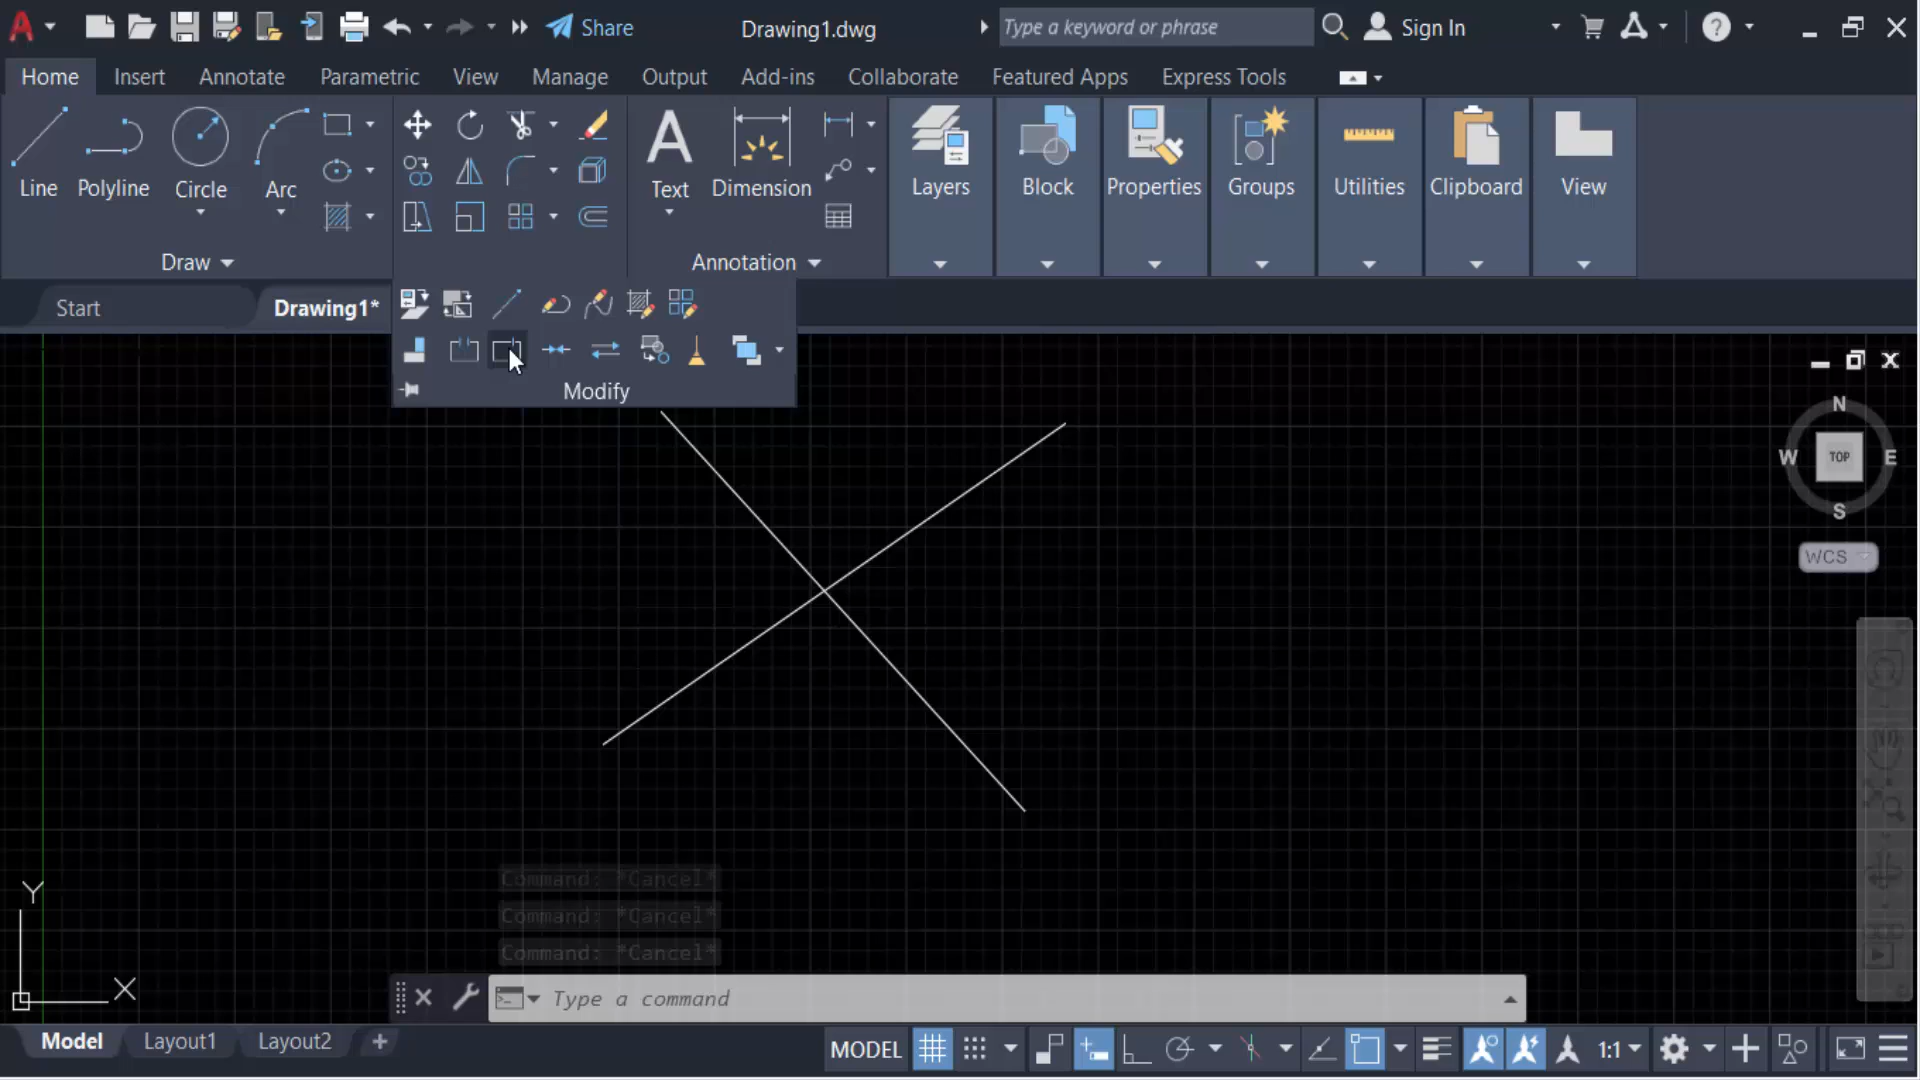 Share
Drawing1.dwg
Type a keyword or phrase
Sign In
Home Insert Annotate Parametric View Manage Output Add-ins Collaborate Featured Apps Express Tools
Line Polyline Circle Arc
Text Dimension
Layers Block Properties Groups Utilities Clipboard View
Draw
Annotation
Start
Drawing1*
Modify
N
W TOP E
S
WCS
Command: *Cancel*
Command: *Cancel*
Command: *Cancel*
Y
X
Type a command
Model Layout1 Layout2
MODEL
1:1